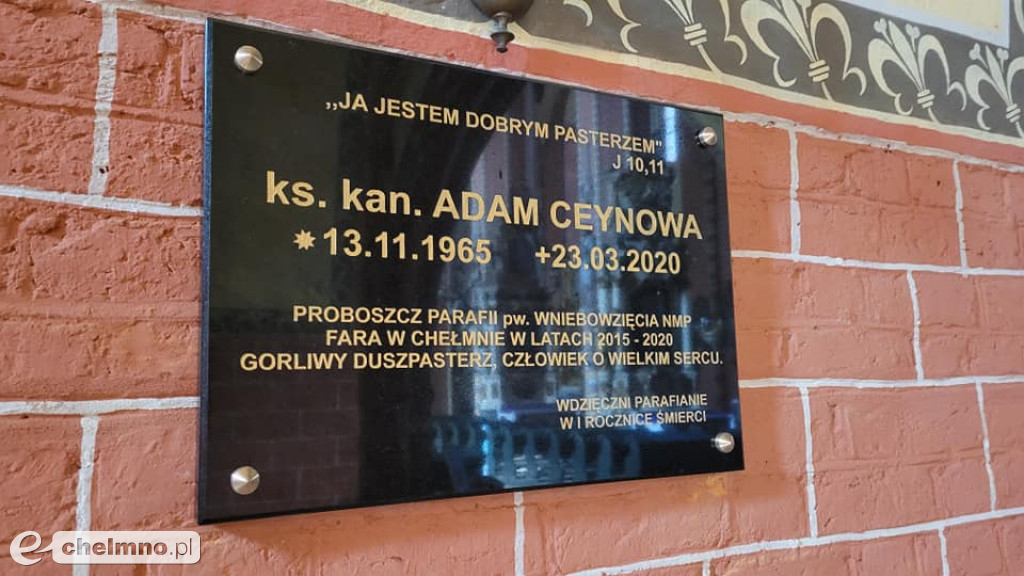 ,,JA JESTEM DOBRYM PASTERZEM"
J 10,11
ks. kan. ADAM CEYNOWA
✵13.11.1965 +23.03.2020
PROBOSZCZ PARAFII pw. WNIEBOWZIĘCIA NMP
FARA W CHEŁMNIE W LATACH 2015 - 2020
GORLIWY DUSZPASTERZ, CZŁOWIEK O WIELKIM SERCU.
WDZIĘCZNI PARAFIANIE
W I ROCZNICĘ ŚMIERCI
e-chelmno.pl